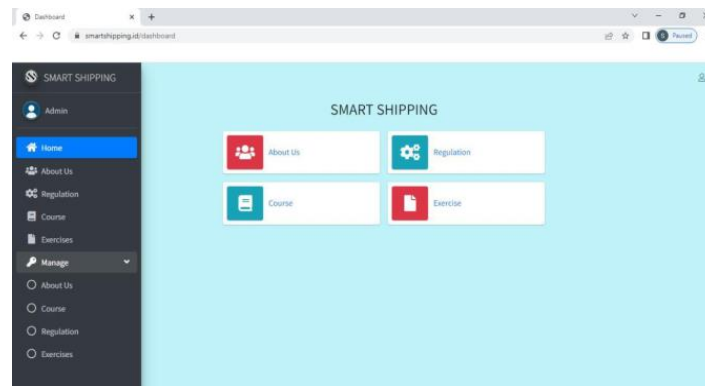 Dashboard
smartshipping.id/dashboard
S
Paused
SMART SHIPPING
Admin
Home
About Us
Regulation
Course
Exercises
Manage
About Us
Course
Regulation
Exercises
SMART SHIPPING
About Us
Regulation
Course
Exercise